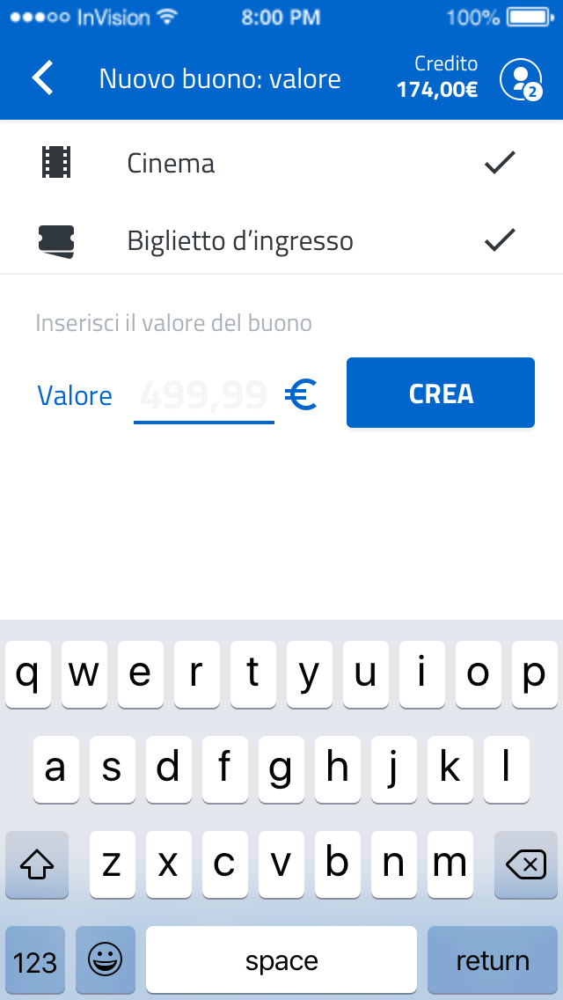 InVision 8:00 PM 100%
Nuovo buono: valore
Credito
174,00€
2
Cinema
Biglietto d’ingresso
Inserisci il valore del buono
Valore 499,99 € CREA
q w e r t y u i o p
a s d f g h j k l
z x c v b n m
123 space return